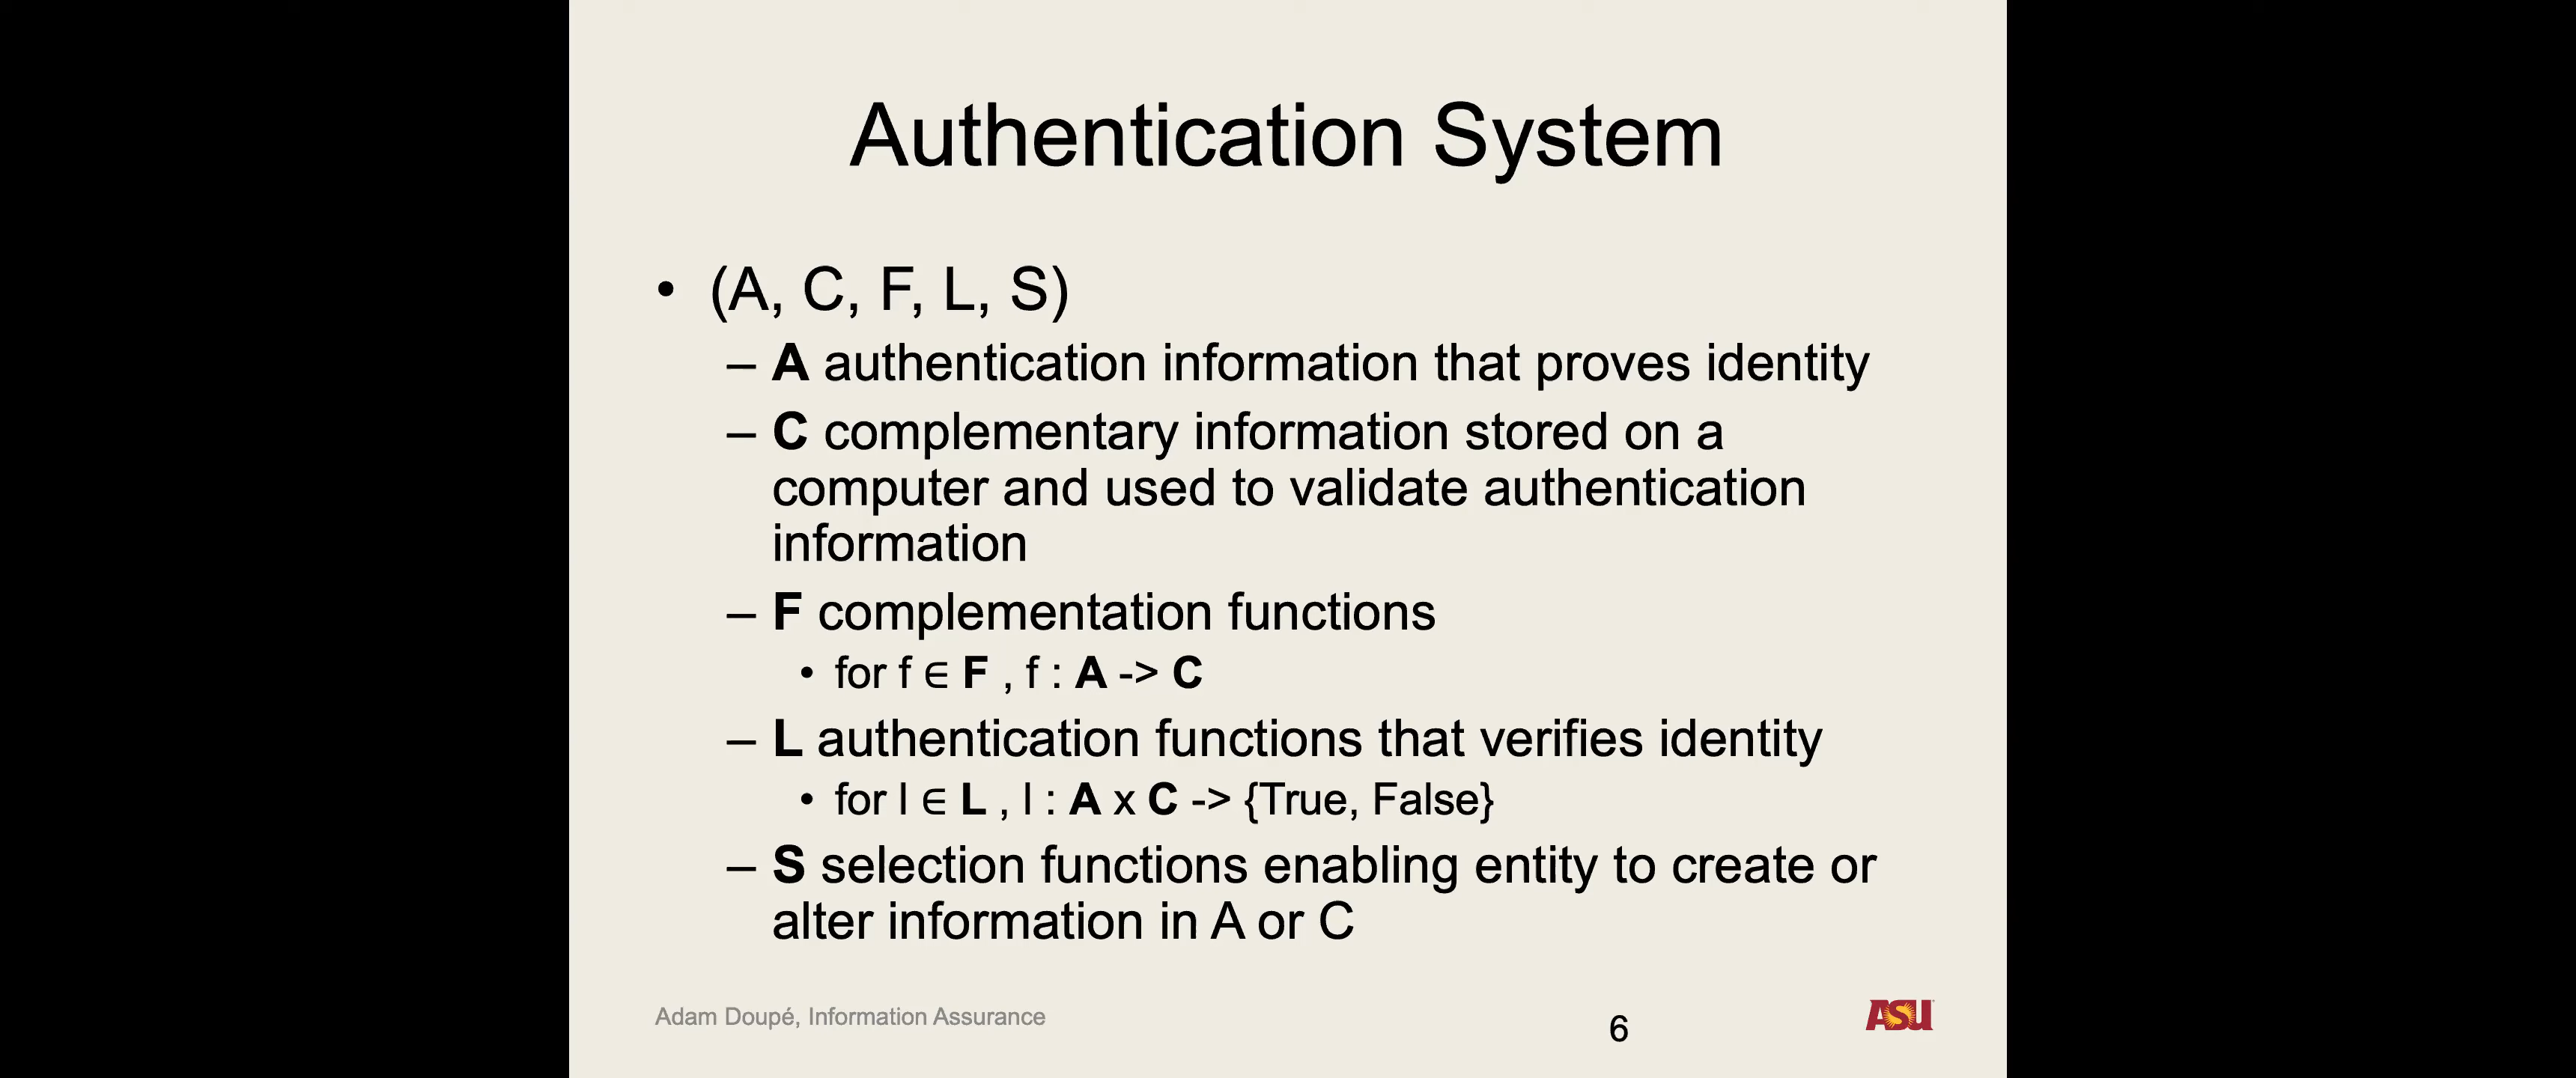 Authentication System
• (A, C, F, L, S)
– A authentication information that proves identity
– C complementary information stored on a
computer and used to validate authentication
information
– F complementation functions
• for f ∈ F , f : A -> C
– L authentication functions that verifies identity
• for l ∈ L , l : A x C -> {True, False}
– S selection functions enabling entity to create or
alter information in A or C
Adam Doupé, Information Assurance
6
ASU